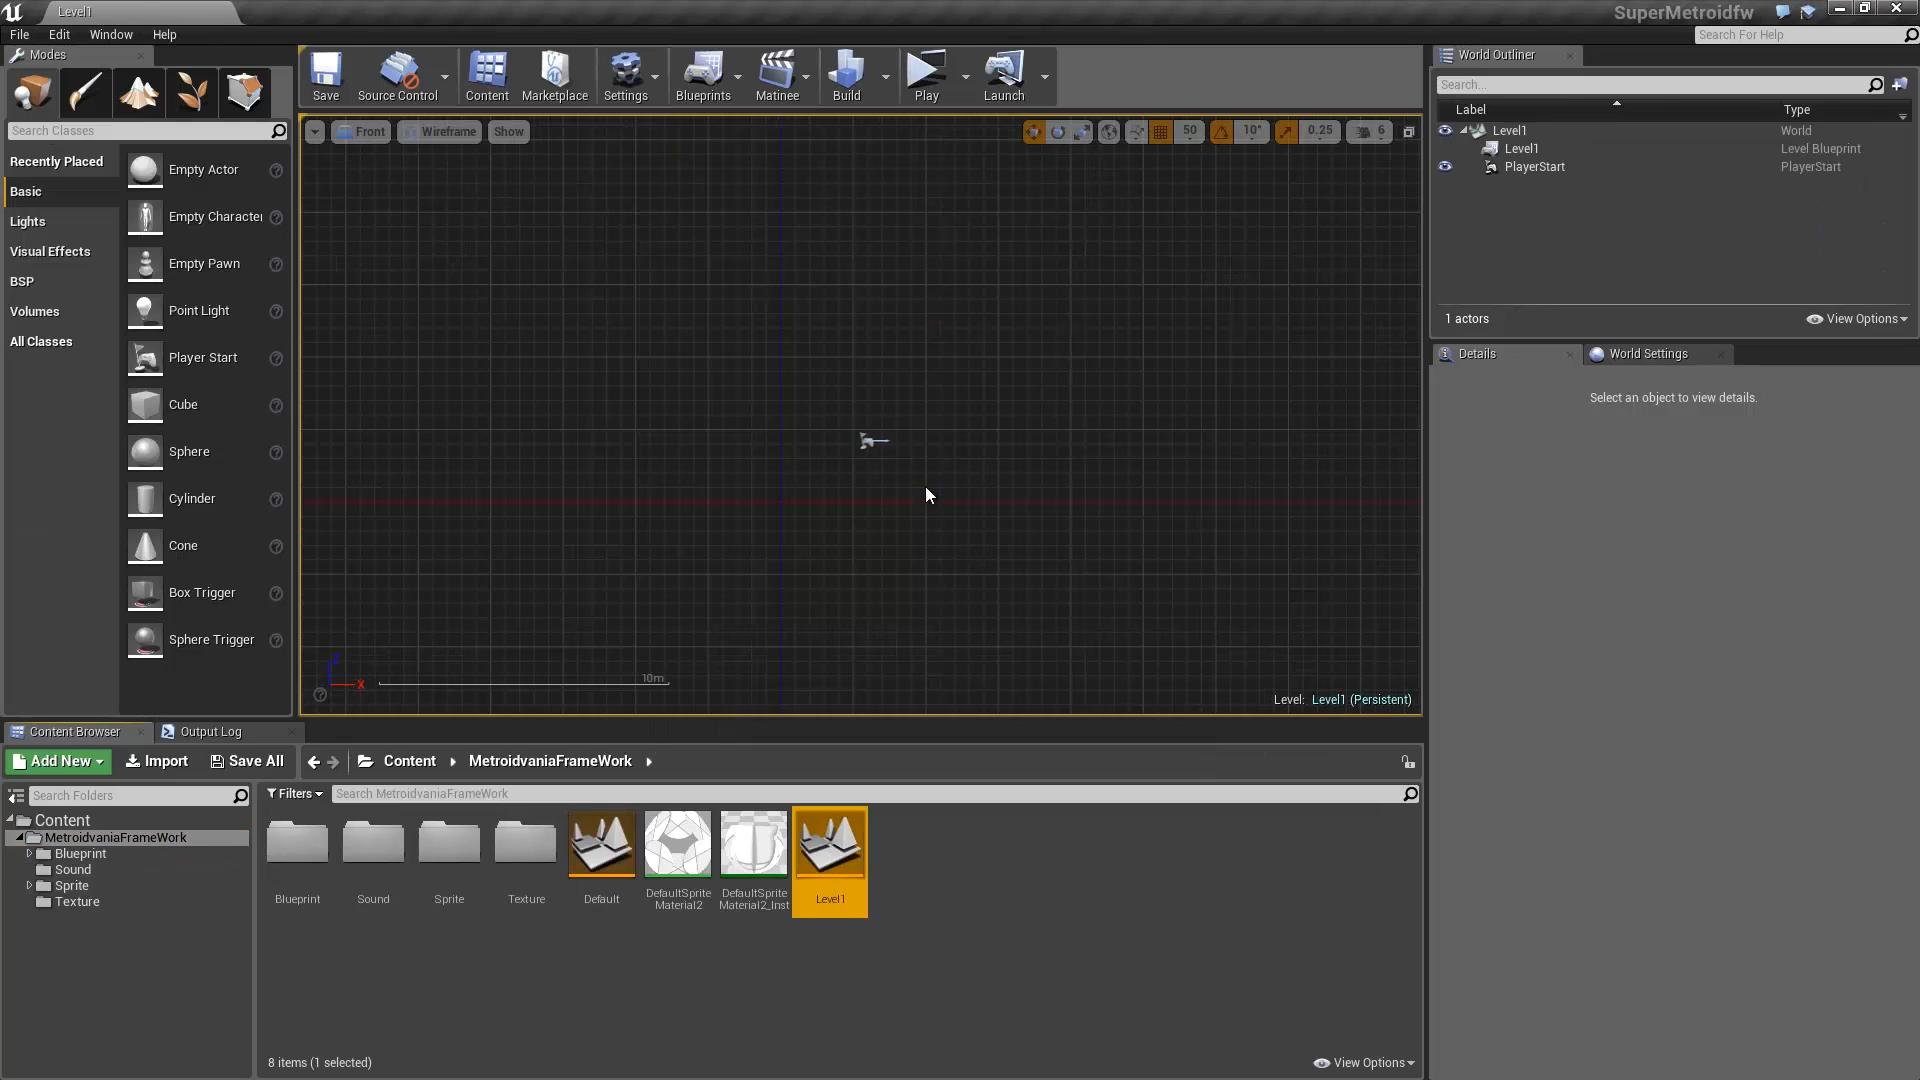 Level1
SuperMetroidfw
File Edit Window Help
Search For Help
Modes
Search Classes
Recently Placed
Basic
Lights
Visual Effects
BSP
Volumes
All Classes
Empty Actor
Empty Character
Empty Pawn
Point Light
Player Start
Cube
Sphere
Cylinder
Cone
Box Trigger
Sphere Trigger
Save Source Control Content Marketplace Settings Blueprints Matinee Build Play Launch
Front Wireframe Show 50 10° 0.25 6
Z
X
10m
Level: Level1 (Persistent)
World Outliner
Search...
Label Type
Level1 World
Level1 Level Blueprint
PlayerStart PlayerStart
1 actors View Options
Details World Settings
Select an object to view details.
Content Browser Output Log
Add New Import Save All Content MetroidvaniaFrameWork
Search Folders
Content
MetroidvaniaFrameWork
Blueprint
Sound
Sprite
Texture
Filters Search MetroidvaniaFrameWork
Blueprint
Sound
Sprite
Texture
Default
DefaultSprite
Material2
DefaultSprite
Material2_Inst
Level1
8 items (1 selected) View Options